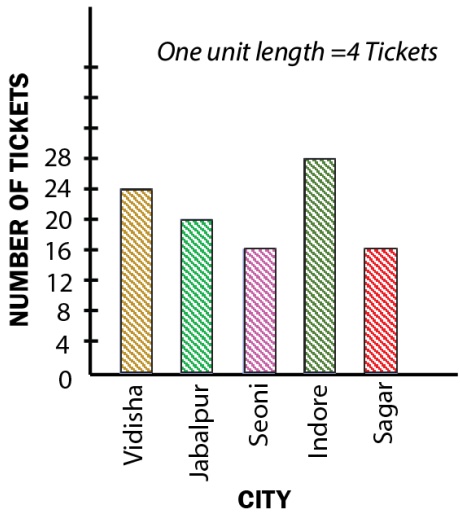 One unit length =4 Tickets
NUMBER OF TICKETS
28
24
20
16
12
8
4
0
Vidisha
Jabalpur
Seoni
Indore
Sagar
CITY